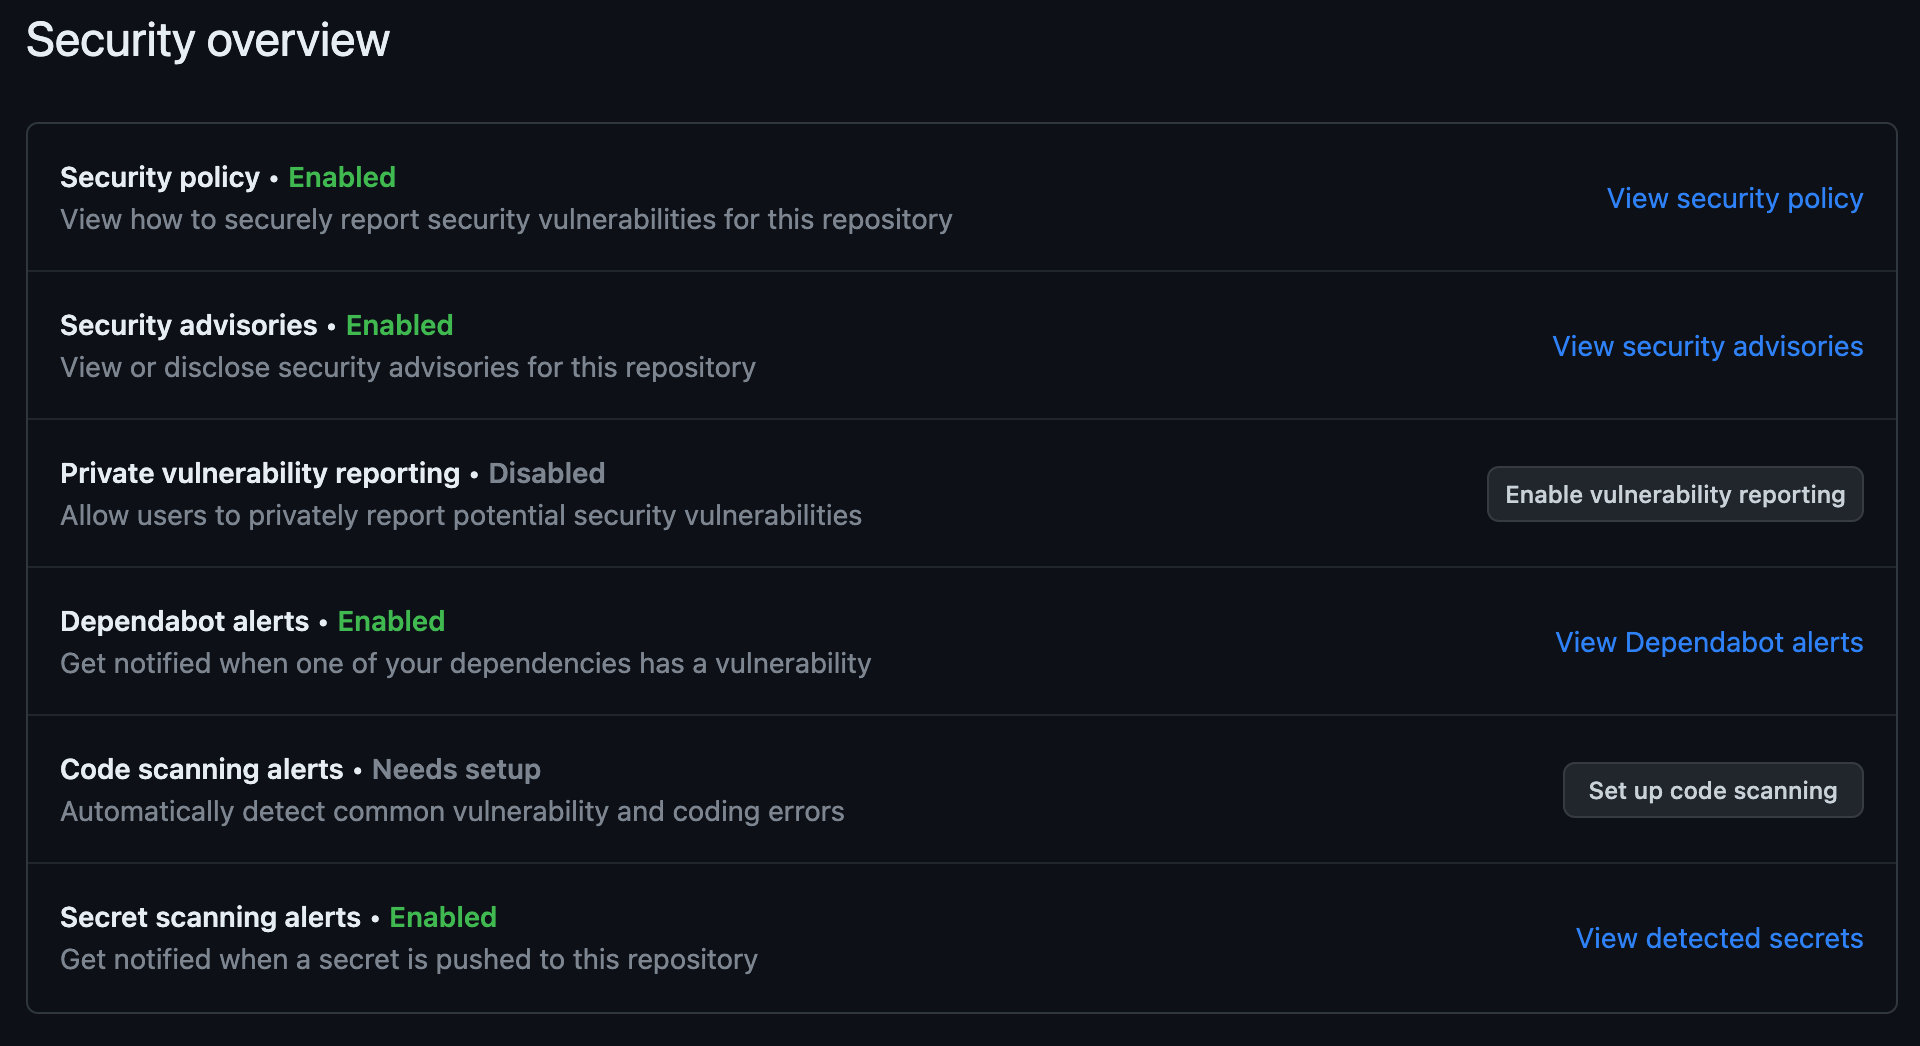 Security overview
Security policy • Enabled
View how to securely report security vulnerabilities for this repository
View security policy
Security advisories • Enabled
View or disclose security advisories for this repository
View security advisories
Private vulnerability reporting • Disabled
Allow users to privately report potential security vulnerabilities
Enable vulnerability reporting
Dependabot alerts • Enabled
Get notified when one of your dependencies has a vulnerability
View Dependabot alerts
Code scanning alerts • Needs setup
Automatically detect common vulnerability and coding errors
Set up code scanning
Secret scanning alerts • Enabled
Get notified when a secret is pushed to this repository
View detected secrets